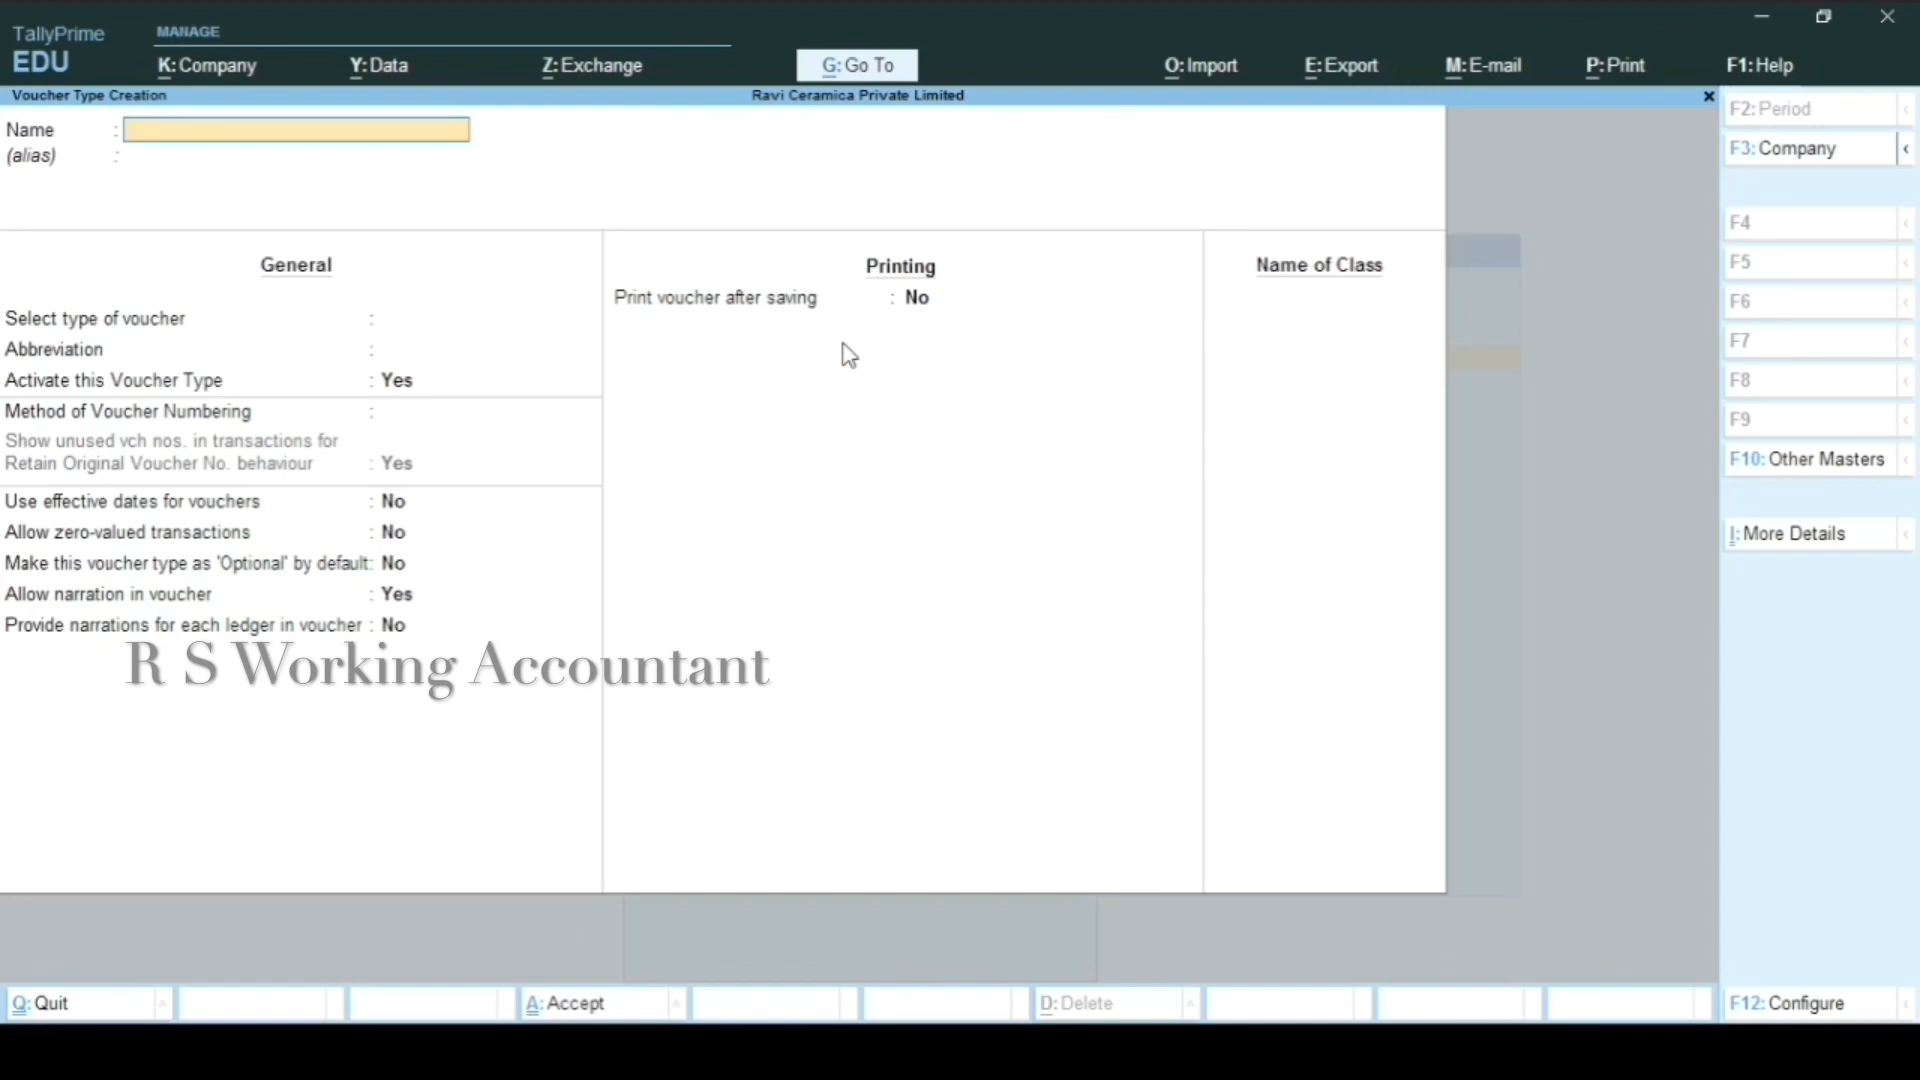 TallyPrime
EDU
MANAGE
K: Company
Y: Data
Z: Exchange
G: Go To
O: Import
E: Export
M: E-mail
P: Print
F1: Help
Voucher Type Creation
Ravi Ceramica Private Limited
Name :
(alias) :
General
Select type of voucher :
Abbreviation :
Activate this Voucher Type : Yes
Method of Voucher Numbering :
Show unused vch nos. in transactions for
Retain Original Voucher No. behaviour : Yes
Use effective dates for vouchers : No
Allow zero-valued transactions : No
Make this voucher type as 'Optional' by default: No
Allow narration in voucher : Yes
Provide narrations for each ledger in voucher : No
Printing
Print voucher after saving : No
Name of Class
R S Working Accountant
F2: Period
F3: Company
F4
F5
F6
F7
F8
F9
F10: Other Masters
I: More Details
Q: Quit
A: Accept
D: Delete
F12: Configure